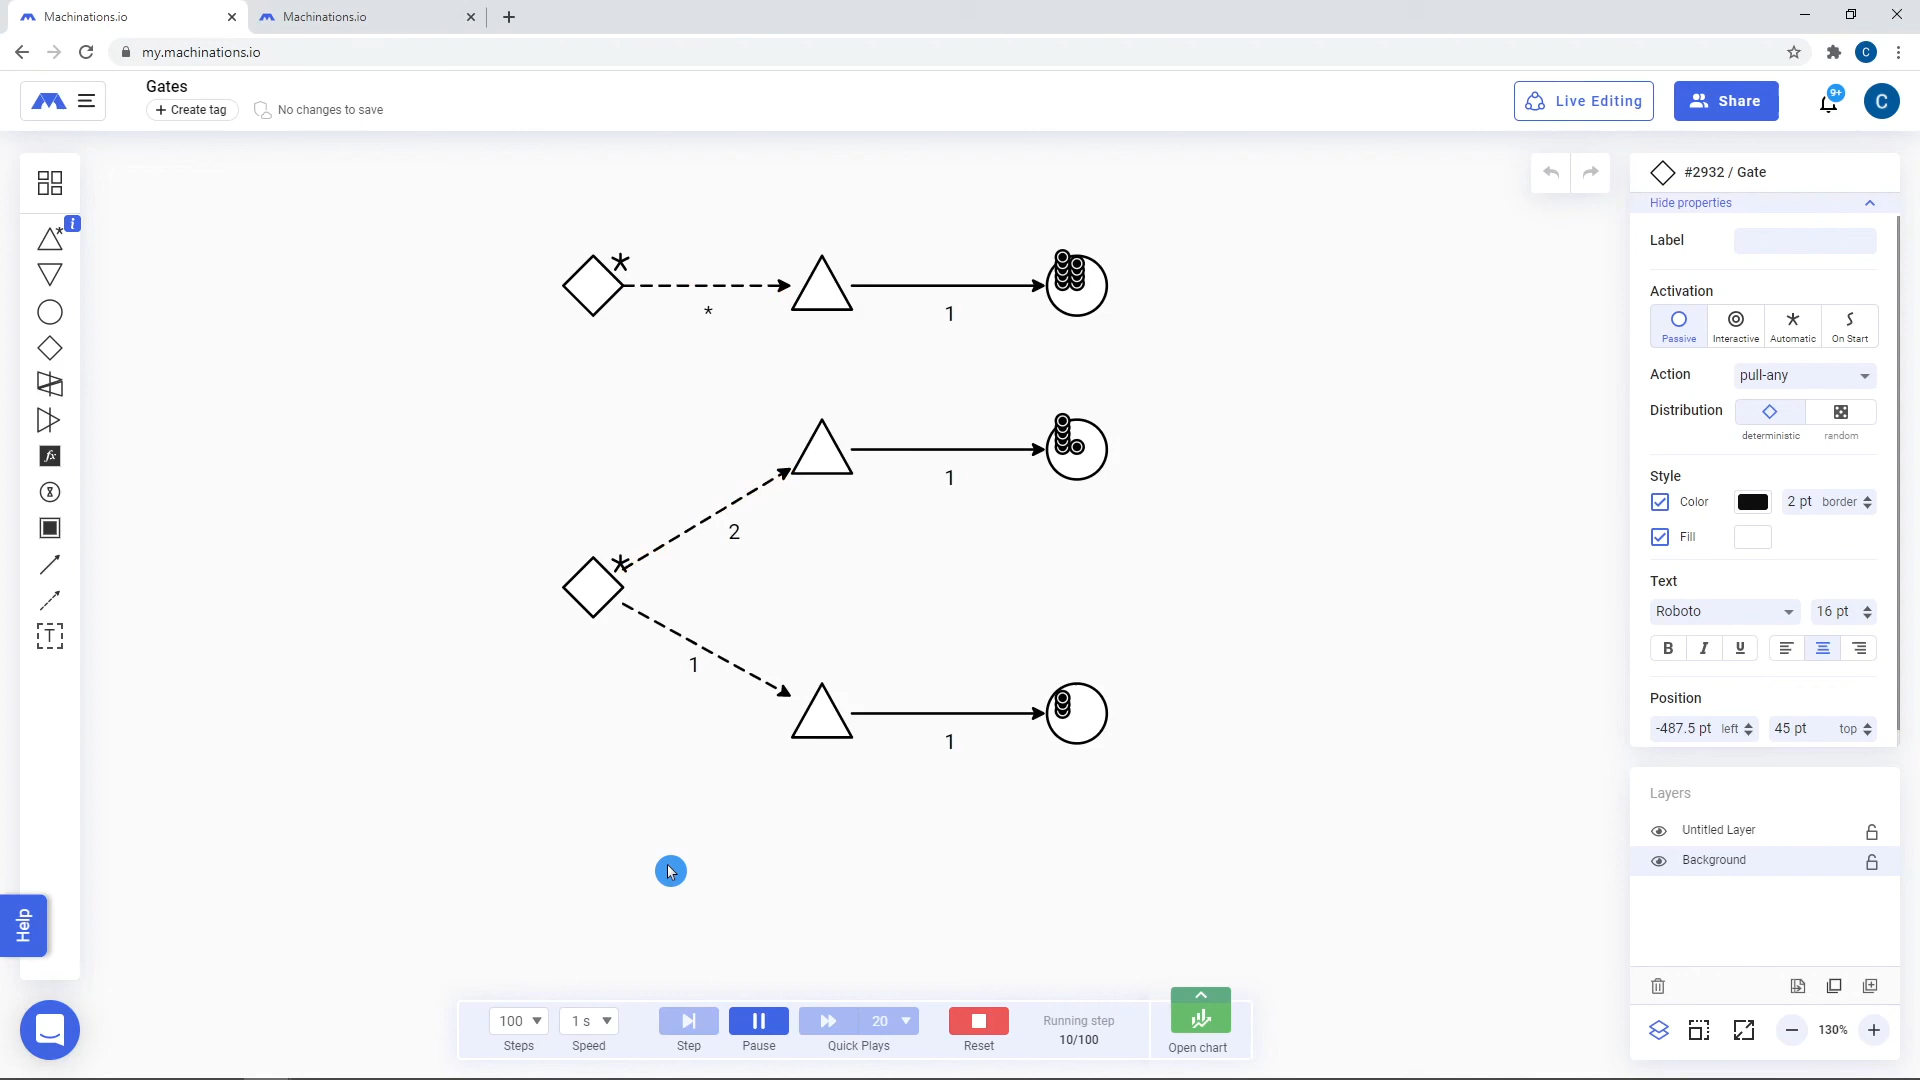 Machinations.io
Machinations.io
my.machinations.io
C
Gates
+ Create tag
No changes to save
Live Editing
Share
9+
C
i
fx
T
Help
*
*
1
1
2
*
1
1
#2932 / Gate
Hide properties
Label
Activation
Passive
Interactive
Automatic
On Start
Action
pull-any
Distribution
deterministic
random
Style
Color
2 pt border
Fill
Text
Roboto
16 pt
B I U
Position
-487.5 pt left
45 pt top
Layers
Untitled Layer
Background
130%
100
Steps
1 s
Speed
Step
Pause
20
Quick Plays
Reset
Running step
10/100
Open chart